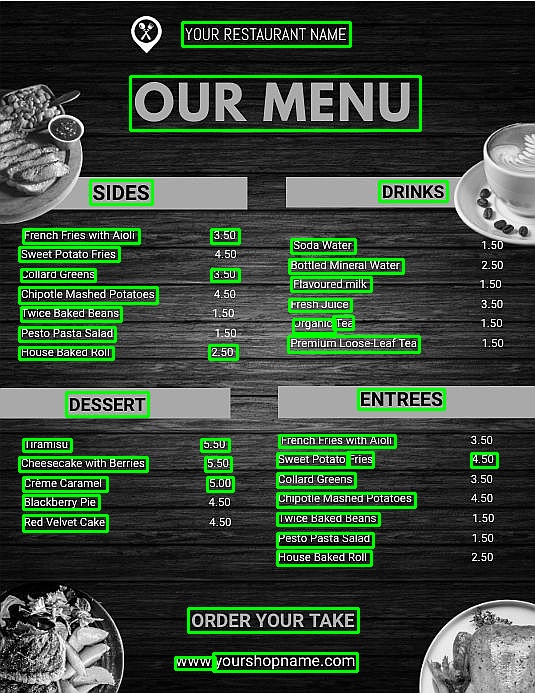 YOUR RESTAURANT NAME
OUR MENU
SIDES
French Fries with Aioli 3.50
Sweet Potato Fries 4.50
Collard Greens 3.50
Chipotle Mashed Potatoes 4.50
Twice Baked Beans 1.50
Pesto Pasta Salad 1.50
House Baked Roll 2.50
DRINKS
Soda Water 1.50
Bottled Mineral Water 2.50
Flavoured milk 1.50
Fresh Juice 3.50
Organic Tea 1.50
Premium Loose-Leaf Tea 1.50
DESSERT
Tiramisu 5.50
Cheesecake with Berries 5.50
Crème Caramel 5.00
Blackberry Pie 4.50
Red Velvet Cake 4.50
ENTREES
French Fries with Aioli 3.50
Sweet Potato Fries 4.50
Collard Greens 3.50
Chipotle Mashed Potatoes 4.50
Twice Baked Beans 1.50
Pesto Pasta Salad 1.50
House Baked Roll 2.50
ORDER YOUR TAKE
www.yourshopname.com